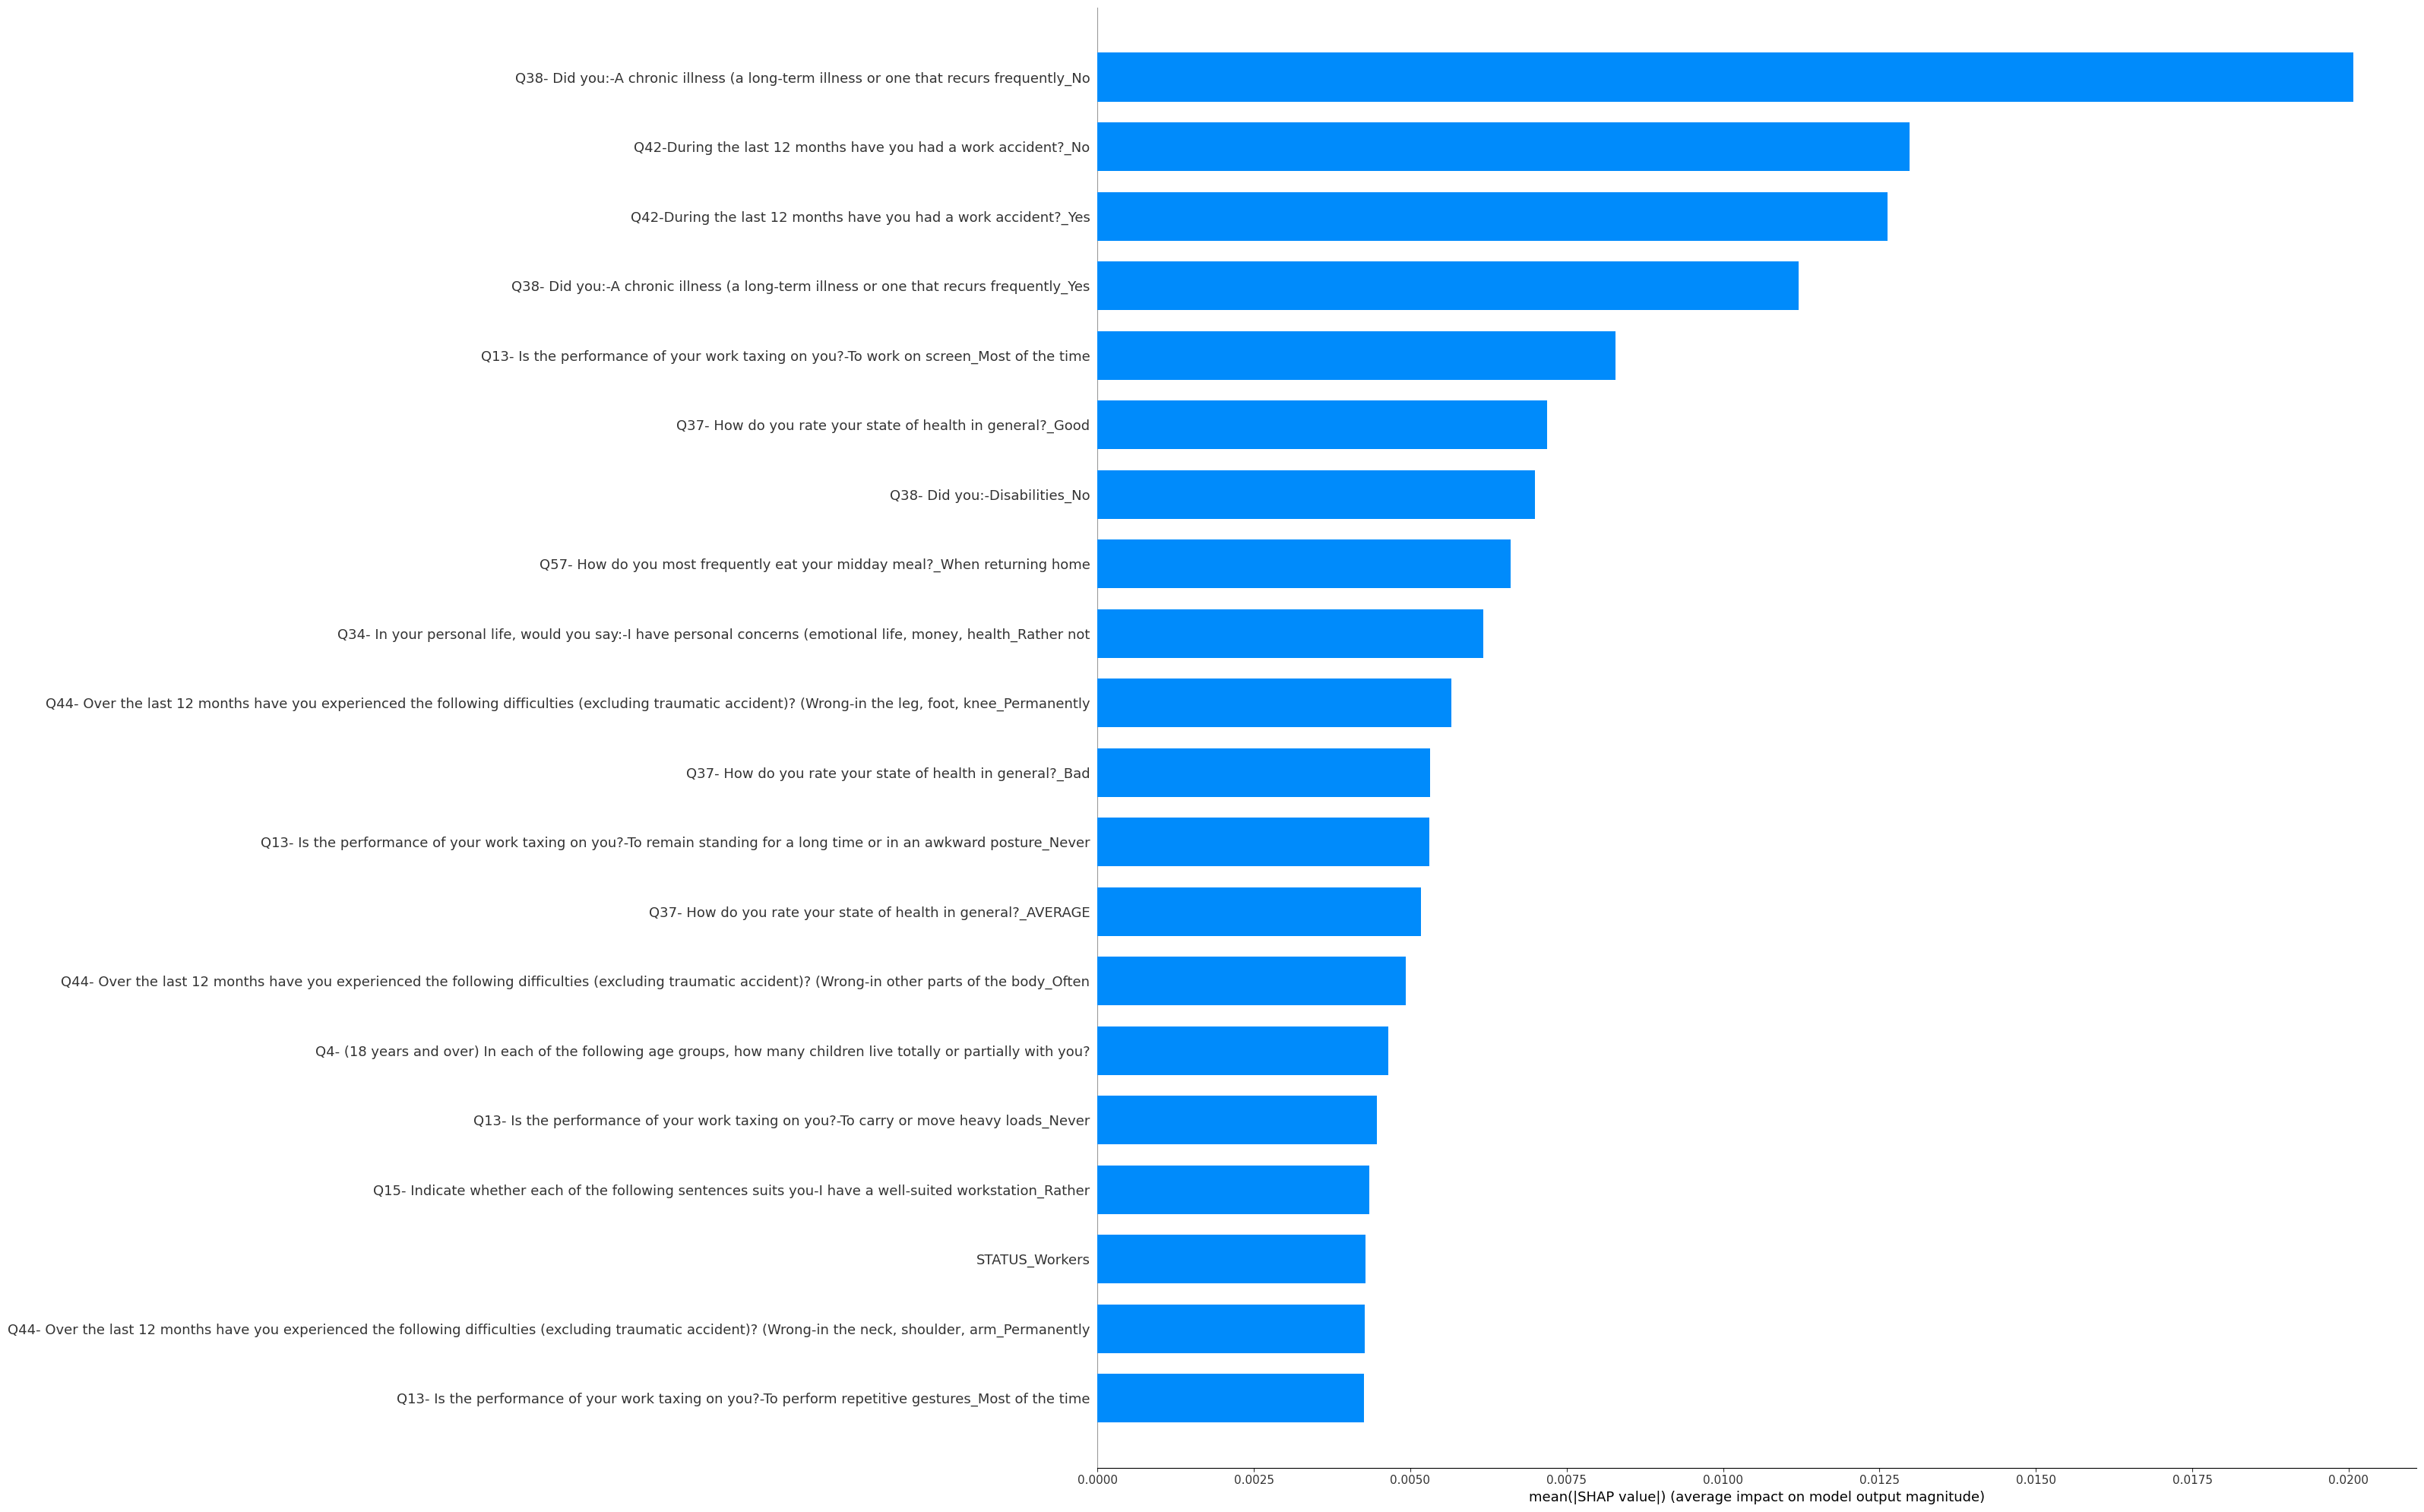 Q38- Did you:-A chronic illness (a long-term illness or one that recurs frequently_No
Q42-During the last 12 months have you had a work accident?_No
Q42-During the last 12 months have you had a work accident?_Yes
Q38- Did you:-A chronic illness (a long-term illness or one that recurs frequently_Yes
Q13- Is the performance of your work taxing on you?-To work on screen_Most of the time
Q37- How do you rate your state of health in general?_Good
Q38- Did you:-Disabilities_No
Q57- How do you most frequently eat your midday meal?_When returning home
Q34- In your personal life, would you say:-I have personal concerns (emotional life, money, health_Rather not
Q44- Over the last 12 months have you experienced the following difficulties (excluding traumatic accident)? (Wrong-in the leg, foot, knee_Permanently
Q37- How do you rate your state of health in general?_Bad
Q13- Is the performance of your work taxing on you?-To remain standing for a long time or in an awkward posture_Never
Q37- How do you rate your state of health in general?_AVERAGE
Q44- Over the last 12 months have you experienced the following difficulties (excluding traumatic accident)? (Wrong-in other parts of the body_Often
Q4- (18 years and over) In each of the following age groups, how many children live totally or partially with you?
Q13- Is the performance of your work taxing on you?-To carry or move heavy loads_Never
Q15- Indicate whether each of the following sentences suits you-I have a well-suited workstation_Rather
STATUS_Workers
Q44- Over the last 12 months have you experienced the following difficulties (excluding traumatic accident)? (Wrong-in the neck, shoulder, arm_Permanently
Q13- Is the performance of your work taxing on you?-To perform repetitive gestures_Most of the time
0.0000 0.0025 0.0050 0.0075 0.0100 0.0125 0.0150 0.0175 0.0200
mean(|SHAP value|) (average impact on model output magnitude)